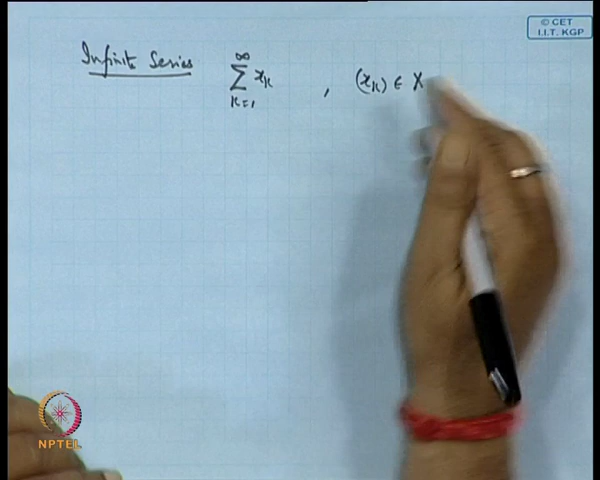 © CET
I.I.T. KGP
Infinite Series ∑_{k=1}^{∞} x_k , (x_k) ∈ X
NPTEL